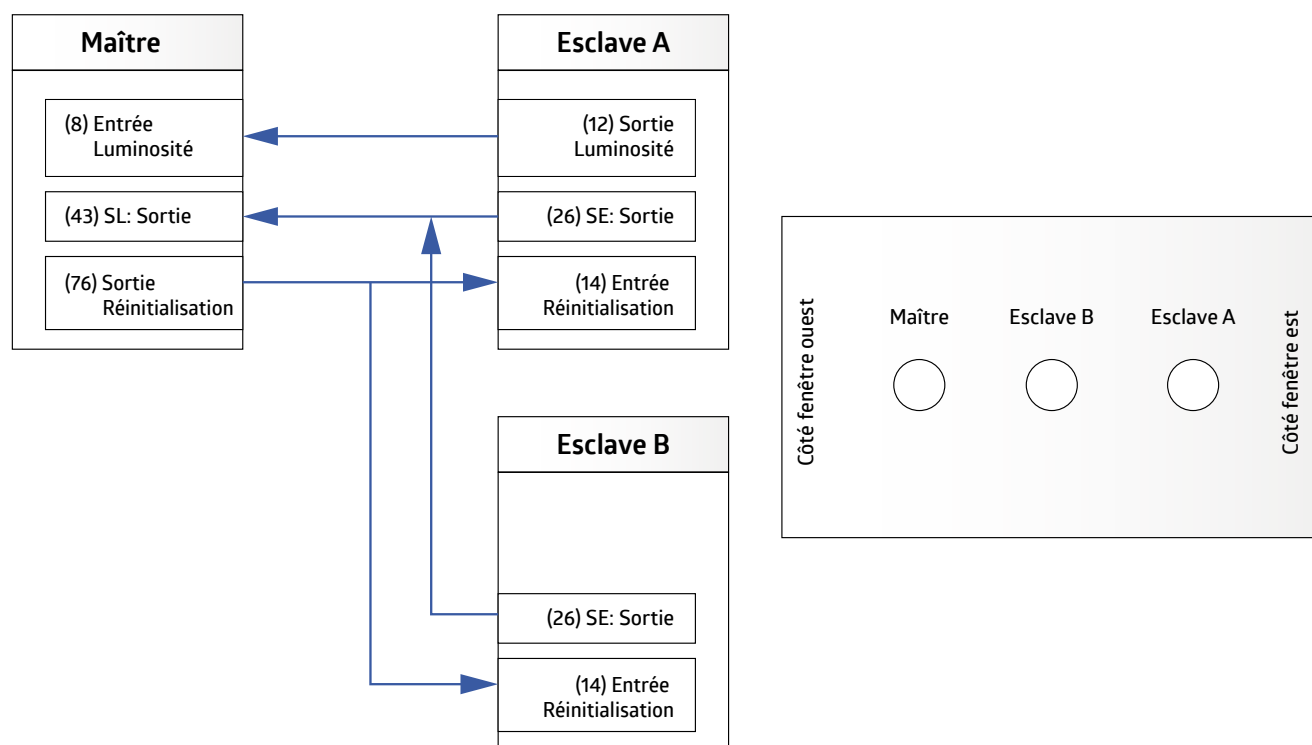 Maître
(8) Entrée
Luminosité
(43) SL: Sortie
(76) Sortie
Réinitialisation
Esclave A
(12) Sortie
Luminosité
(26) SE: Sortie
(14) Entrée
Réinitialisation
Esclave B
(26) SE: Sortie
(14) Entrée
Réinitialisation
Côté fenêtre ouest
Maître
Esclave B
Esclave A
Côté fenêtre est